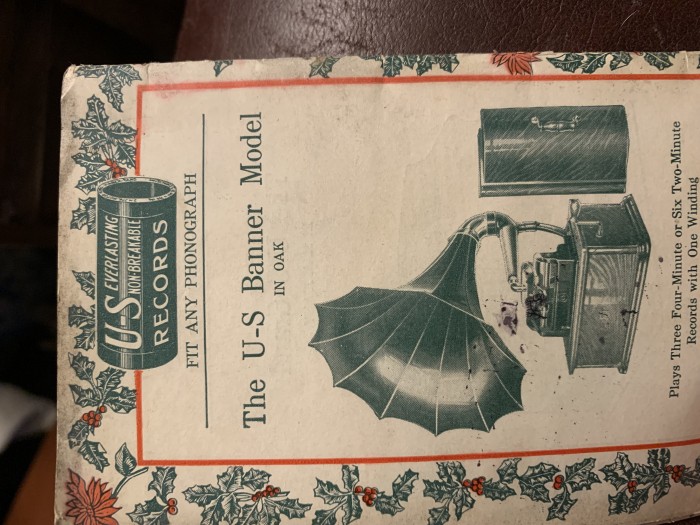 U-S EVERLASTING
NON-BREAKABLE
RECORDS
FIT ANY PHONOGRAPH
The U-S Banner Model
IN OAK
Plays Three Four-Minute or Six Two-Minute
Records with One Winding